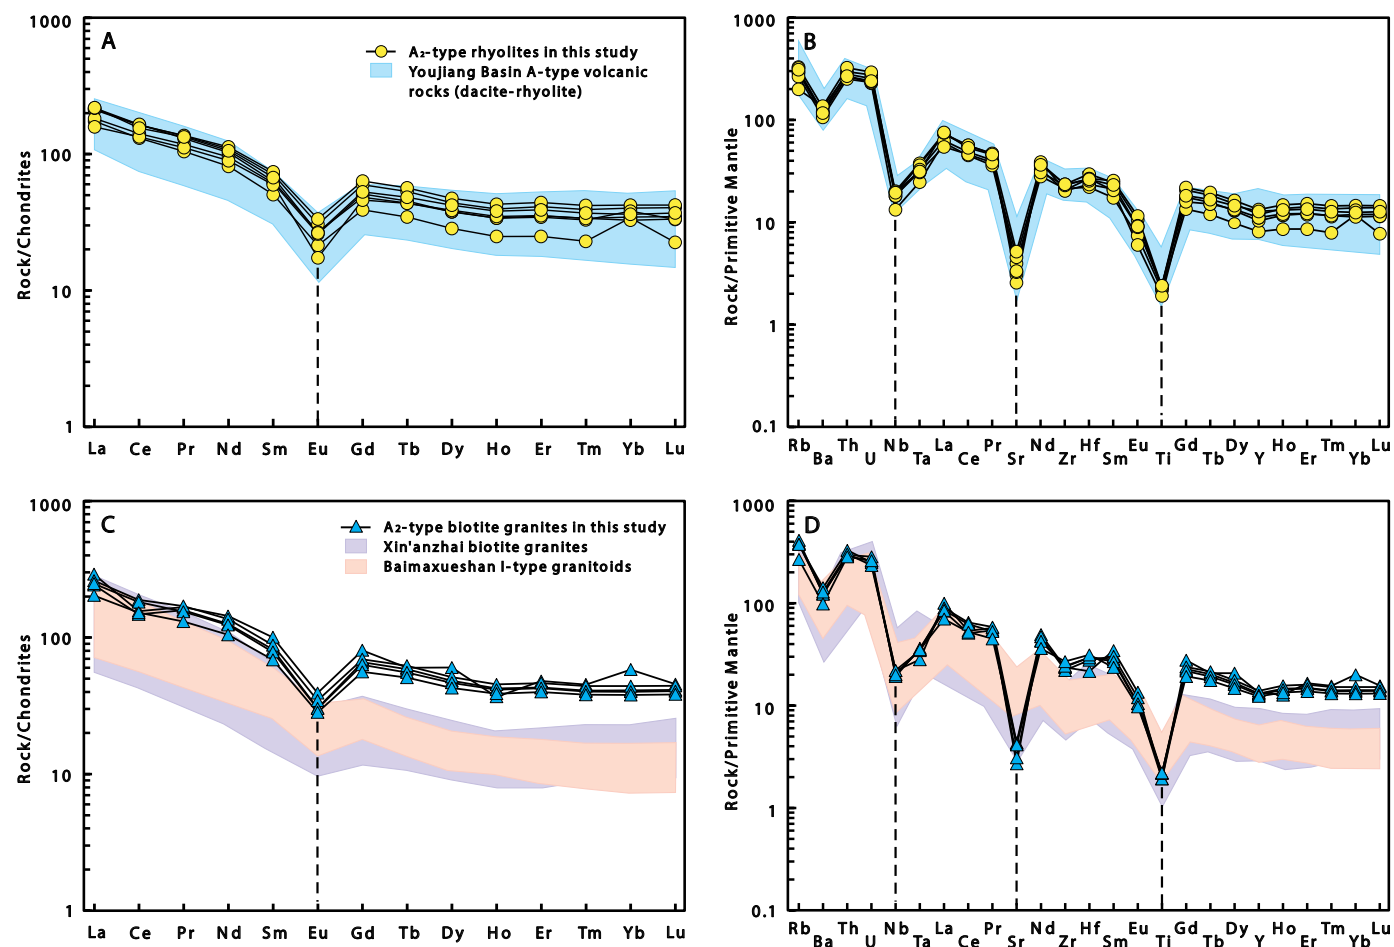 A
A₂-type rhyolites in this study
Youjiang Basin A-type volcanic
rocks (dacite-rhyolite)
Rock/Chondrites
1000
100
10
1
La Ce Pr Nd Sm Eu Gd Tb Dy Ho Er Tm Yb Lu
B
Rock/Primitive Mantle
1000
100
10
1
0.1
Rb Ba Th U Nb Ta La Ce Pr Sr Nd Zr Hf Sm Eu Ti Gd Tb Dy Y Ho Er Tm Yb Lu
C
A₂-type biotite granites in this study
Xin'anzhai biotite granites
Baimaxueshan I-type granitoids
Rock/Chondrites
1000
100
10
1
La Ce Pr Nd Sm Eu Gd Tb Dy Ho Er Tm Yb Lu
D
Rock/Primitive Mantle
1000
100
10
1
0.1
Rb Ba Th U Nb Ta La Ce Pr Sr Nd Zr Hf Sm Eu Ti Gd Tb Dy Y Ho Er Tm Yb Lu